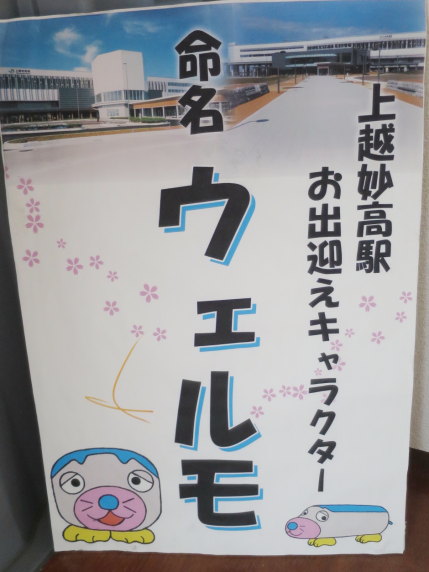 上越妙高駅
お出迎えキャラクター
命名
ウェルモ